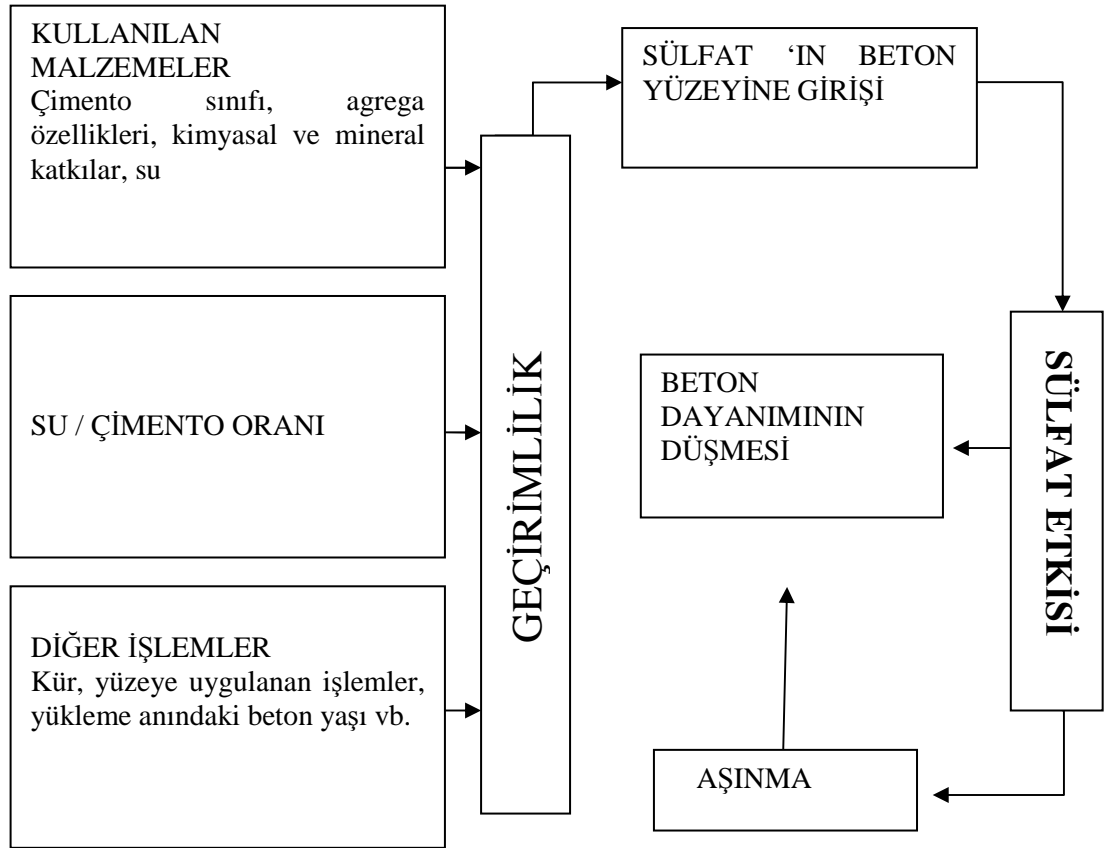 KULLANILAN
MALZEMELER
Çimento sınıfı, agrega
özellikleri, kimyasal ve mineral
katkılar, su
SU / ÇİMENTO ORANI
DİĞER İŞLEMLER
Kür, yüzeye uygulanan işlemler,
yükleme anındaki beton yaşı vb.
GEÇİRİMLİLİK
SÜLFAT ‘IN BETON
YÜZEYİNE GİRİŞİ
SÜLFAT ETKİSİ
BETON
DAYANIMININ
DÜŞMESİ
AŞINMA